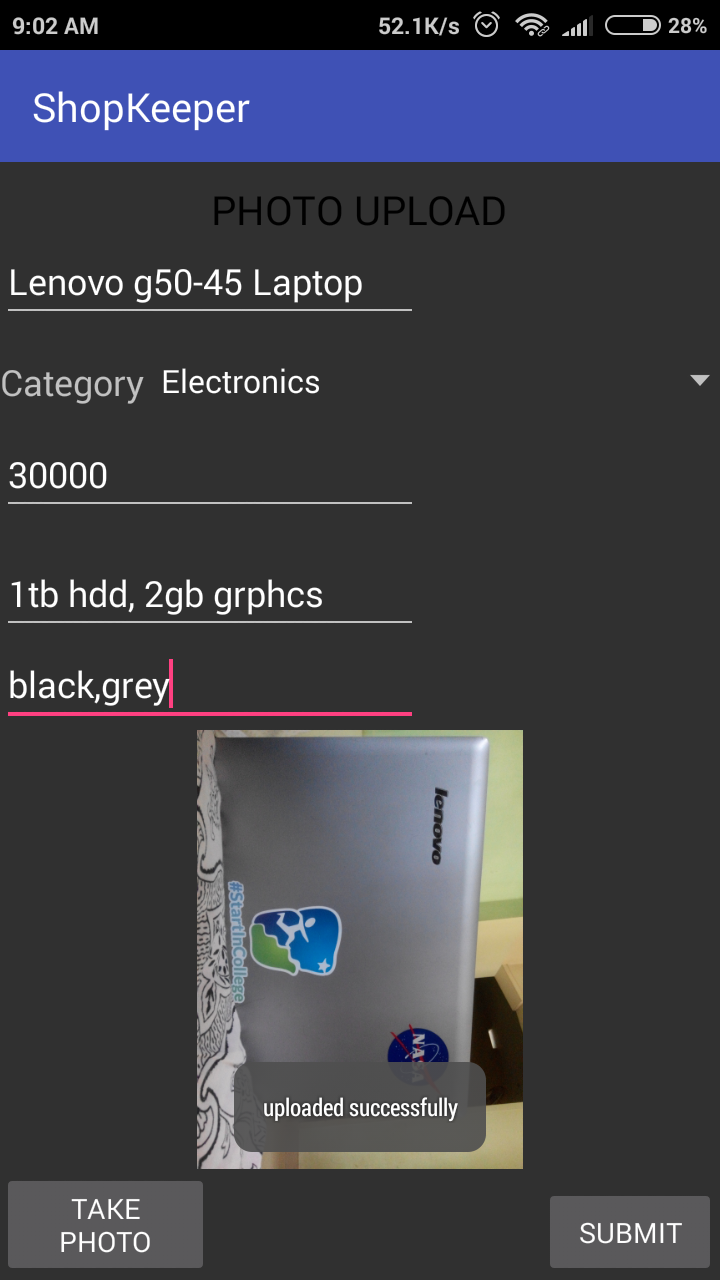 9:02 AM 52.1K/s 28%
ShopKeeper
PHOTO UPLOAD
Lenovo g50-45 Laptop
Category Electronics
30000
1tb hdd, 2gb grphcs
black,grey
lenovo
#StartInCollege
NASA
uploaded successfully
TAKE
PHOTO
SUBMIT